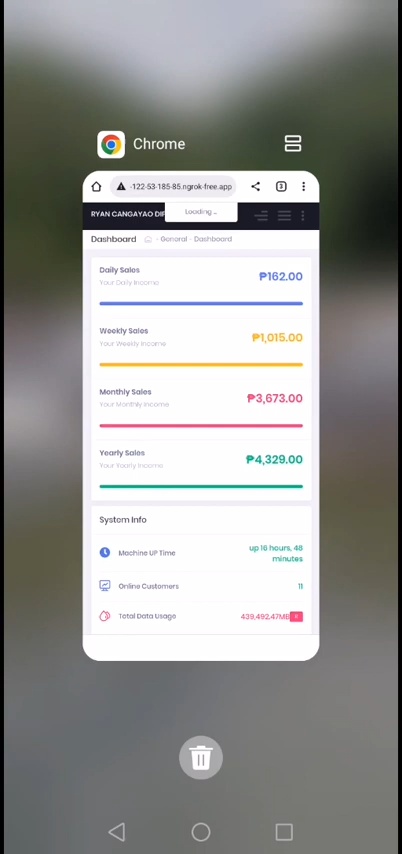 Chrome
-122-53-185-85.ngrok-free.app
3
RYAN CANGAYAO DIF
Loading ...
Dashboard - General - Dashboard
Daily Sales
₱162.00
Your Daily Income
Weekly Sales
₱1,015.00
Your Weekly Income
Monthly Sales
₱3,673.00
Your Monthly Income
Yearly Sales
₱4,329.00
Your Yearly Income
System Info
Machine UP Time
up 16 hours, 46
minutes
Online Customers
11
Total Data Usage
439,492.47MB